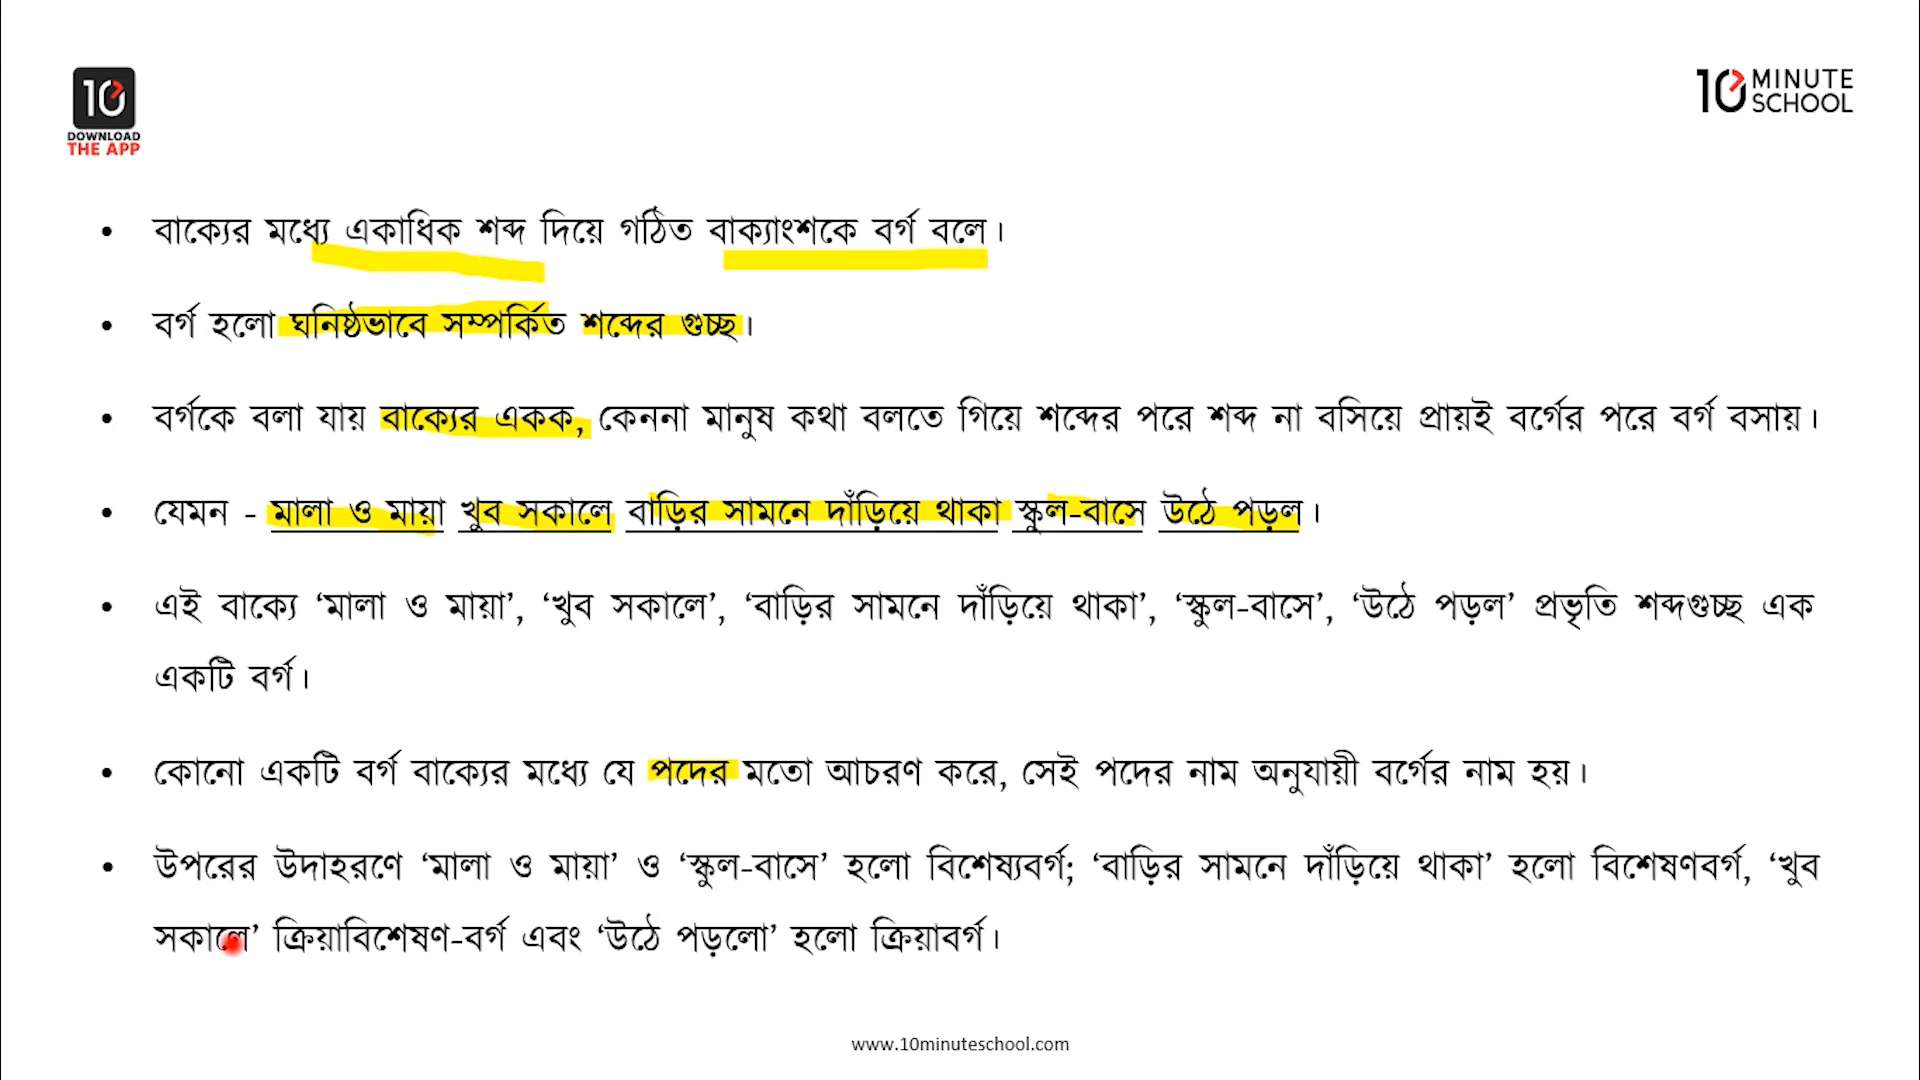 10
DOWNLOAD
THE APP
10 MINUTE
SCHOOL
• বাক্যের মধ্যে একাধিক শব্দ দিয়ে গঠিত বাক্যাংশকে বর্গ বলে।
• বর্গ হলো ঘনিষ্ঠভাবে সম্পর্কিত শব্দের গুচ্ছ।
• বর্গকে বলা যায় বাক্যের একক, কেননা মানুষ কথা বলতে গিয়ে শব্দের পরে শব্দ না বসিয়ে প্রায়ই বর্গের পরে বর্গ বসায়।
• যেমন - মালা ও মায়া খুব সকালে বাড়ির সামনে দাঁড়িয়ে থাকা স্কুল-বাসে উঠে পড়ল।
• এই বাক্যে ‘মালা ও মায়া’, ‘খুব সকালে’, ‘বাড়ির সামনে দাঁড়িয়ে থাকা’, ‘স্কুল-বাসে’, ‘উঠে পড়ল’ প্রভৃতি শব্দগুচ্ছ এক
একটি বর্গ।
• কোনো একটি বর্গ বাক্যের মধ্যে যে পদের মতো আচরণ করে, সেই পদের নাম অনুযায়ী বর্গের নাম হয়।
• উপরের উদাহরণে ‘মালা ও মায়া’ ও ‘স্কুল-বাসে’ হলো বিশেষ্যবর্গ; ‘বাড়ির সামনে দাঁড়িয়ে থাকা’ হলো বিশেষণবর্গ, ‘খুব
সকালে’ ক্রিয়াবিশেষণ-বর্গ এবং ‘উঠে পড়লো’ হলো ক্রিয়াবর্গ।
www.10minuteschool.com